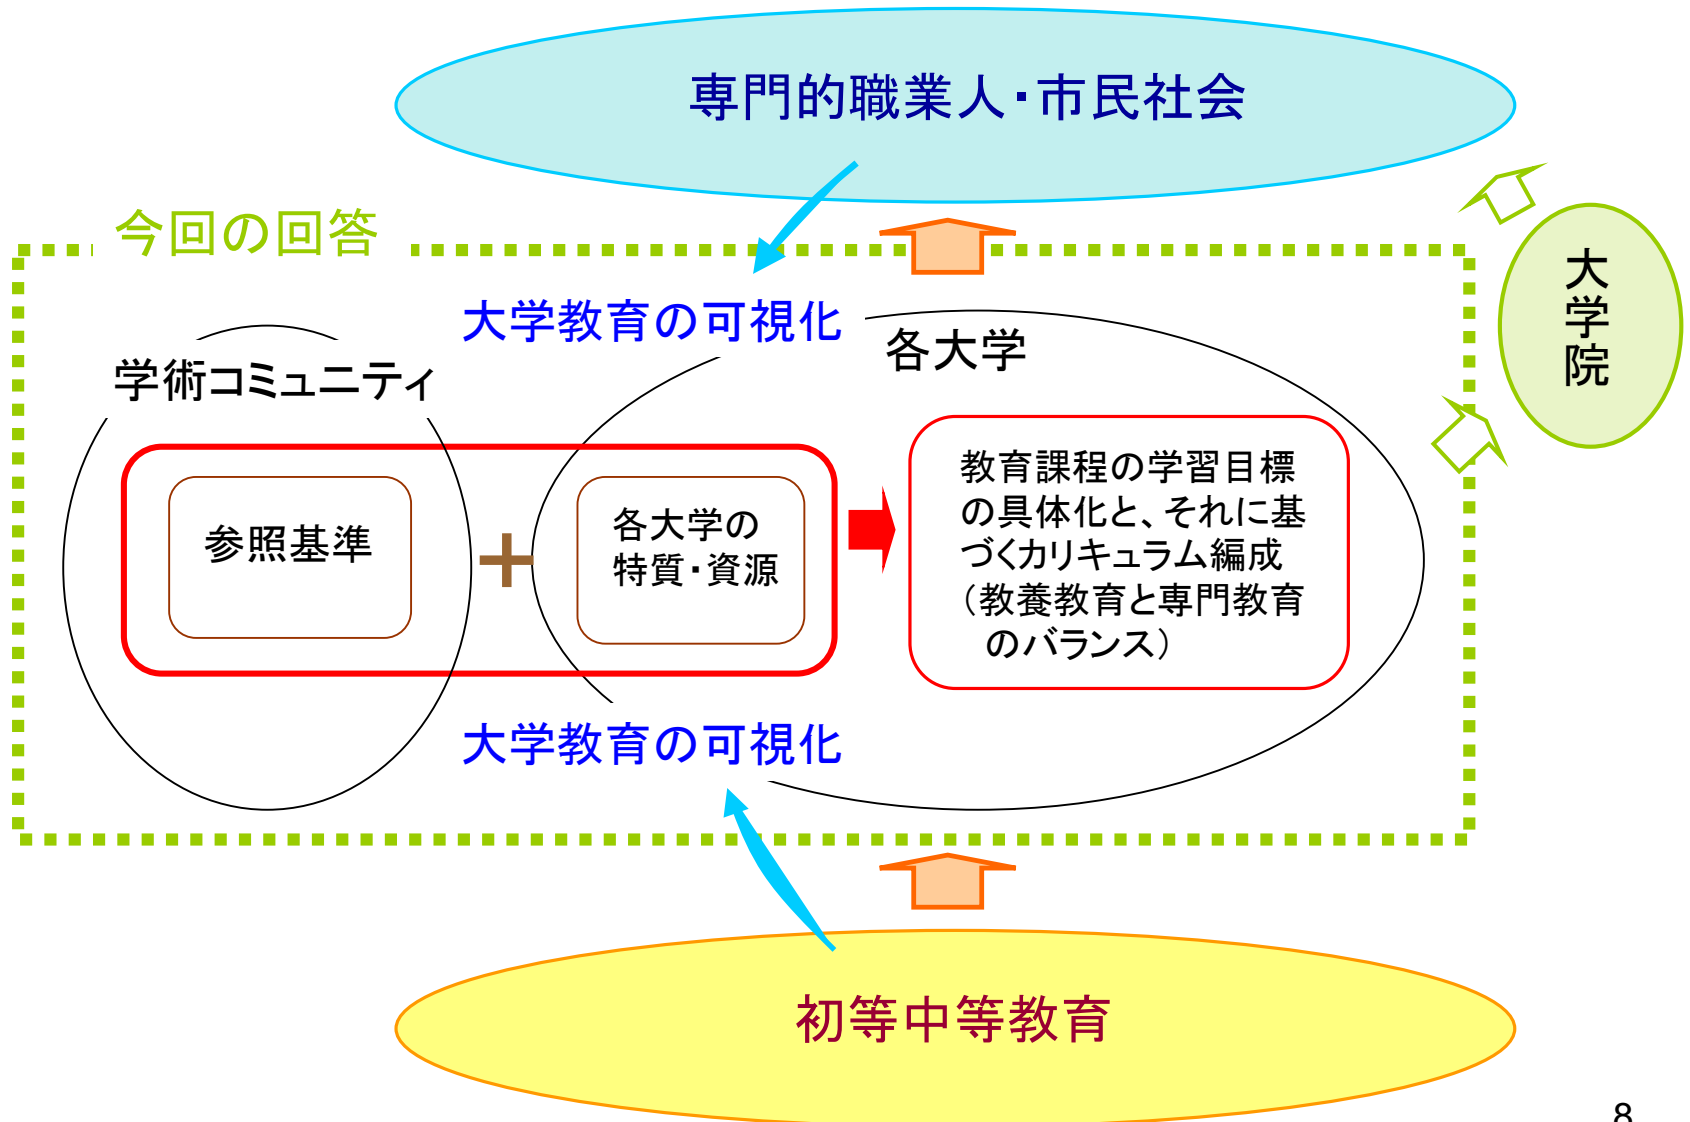 専門的職業人・市民社会
今回の回答
大学院
大学教育の可視化
各大学
学術コミュニティ
参照基準
+
各大学の
特質・資源
教育課程の学習目標
の具体化と、それに基
づくカリキュラム編成
（教養教育と専門教育
のバランス）
大学教育の可視化
初等中等教育
8